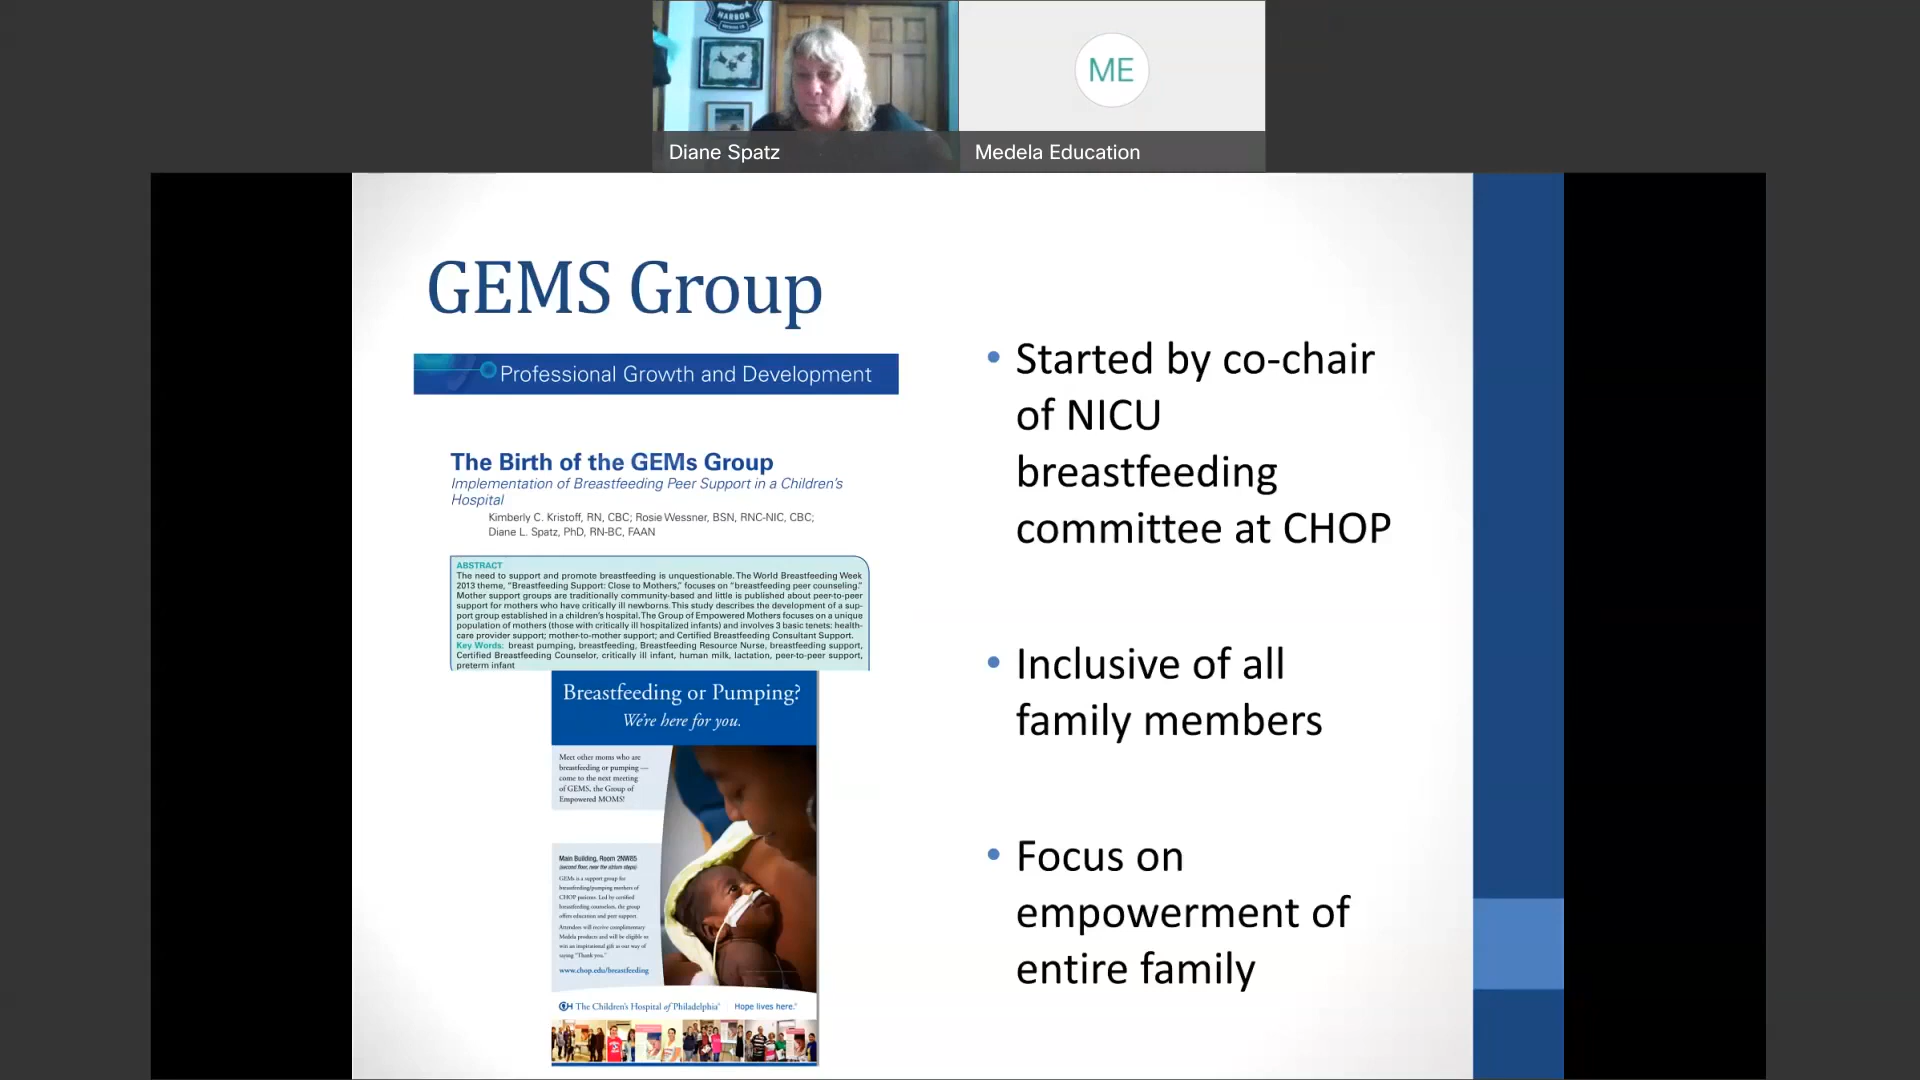 HARBOR
ME
Diane Spatz
Medela Education
GEMS Group
Professional Growth and Development
The Birth of the GEMs Group
Implementation of Breastfeeding Peer Support in a Children's
Hospital
Kimberly C. Kristoff, RN, CBC; Rosie Wessner, BSN, RNC-NIC, CBC;
Diane L. Spatz, PhD, RN-BC, FAAN
ABSTRACT
The need to support and promote breastfeeding is unquestionable. The World Breastfeeding Week
2013 theme, "Breastfeeding Support: Close to Mothers," focuses on "breastfeeding peer counseling."
Mother support groups are traditionally community-based and little is published about peer-to-peer
support for mothers who have critically ill newborns. This study describes the development of a sup-
port group established in a children's hospital. The Group of Empowered Mothers focuses on a unique
population of mothers (those with critically ill hospitalized infants) and involves 3 basic tenets: health-
care provider support; mother-to-mother support; and Certified Breastfeeding Consultant Support.
Key Words: breast pumping, breastfeeding, Breastfeeding Resource Nurse, breastfeeding support,
Certified Breastfeeding Counselor, critically ill infant, human milk, lactation, peer-to-peer support,
preterm infant
Breastfeeding or Pumping?
We're here for you.
Meet other moms who are
breastfeeding or pumping —
come to the next meeting
of GEMS, the Group of
Empowered MOMS!
Main Building, Room 2NW85
(second floor, near the atrium steps)
GEMs is a support group for
breastfeeding/pumping mothers of
CHOP patients. Led by certified
breastfeeding counselors, the group
offers education and peer support
Attendees will receive complimentary
Medela products and will be eligible to
win an inspirational gift as our way of
saying "Thank you."
www.chop.edu/breastfeeding
The Children's Hospital of Philadelphia
Hope lives here.
• Started by co-chair
of NICU
breastfeeding
committee at CHOP
• Inclusive of all
family members
• Focus on
empowerment of
entire family